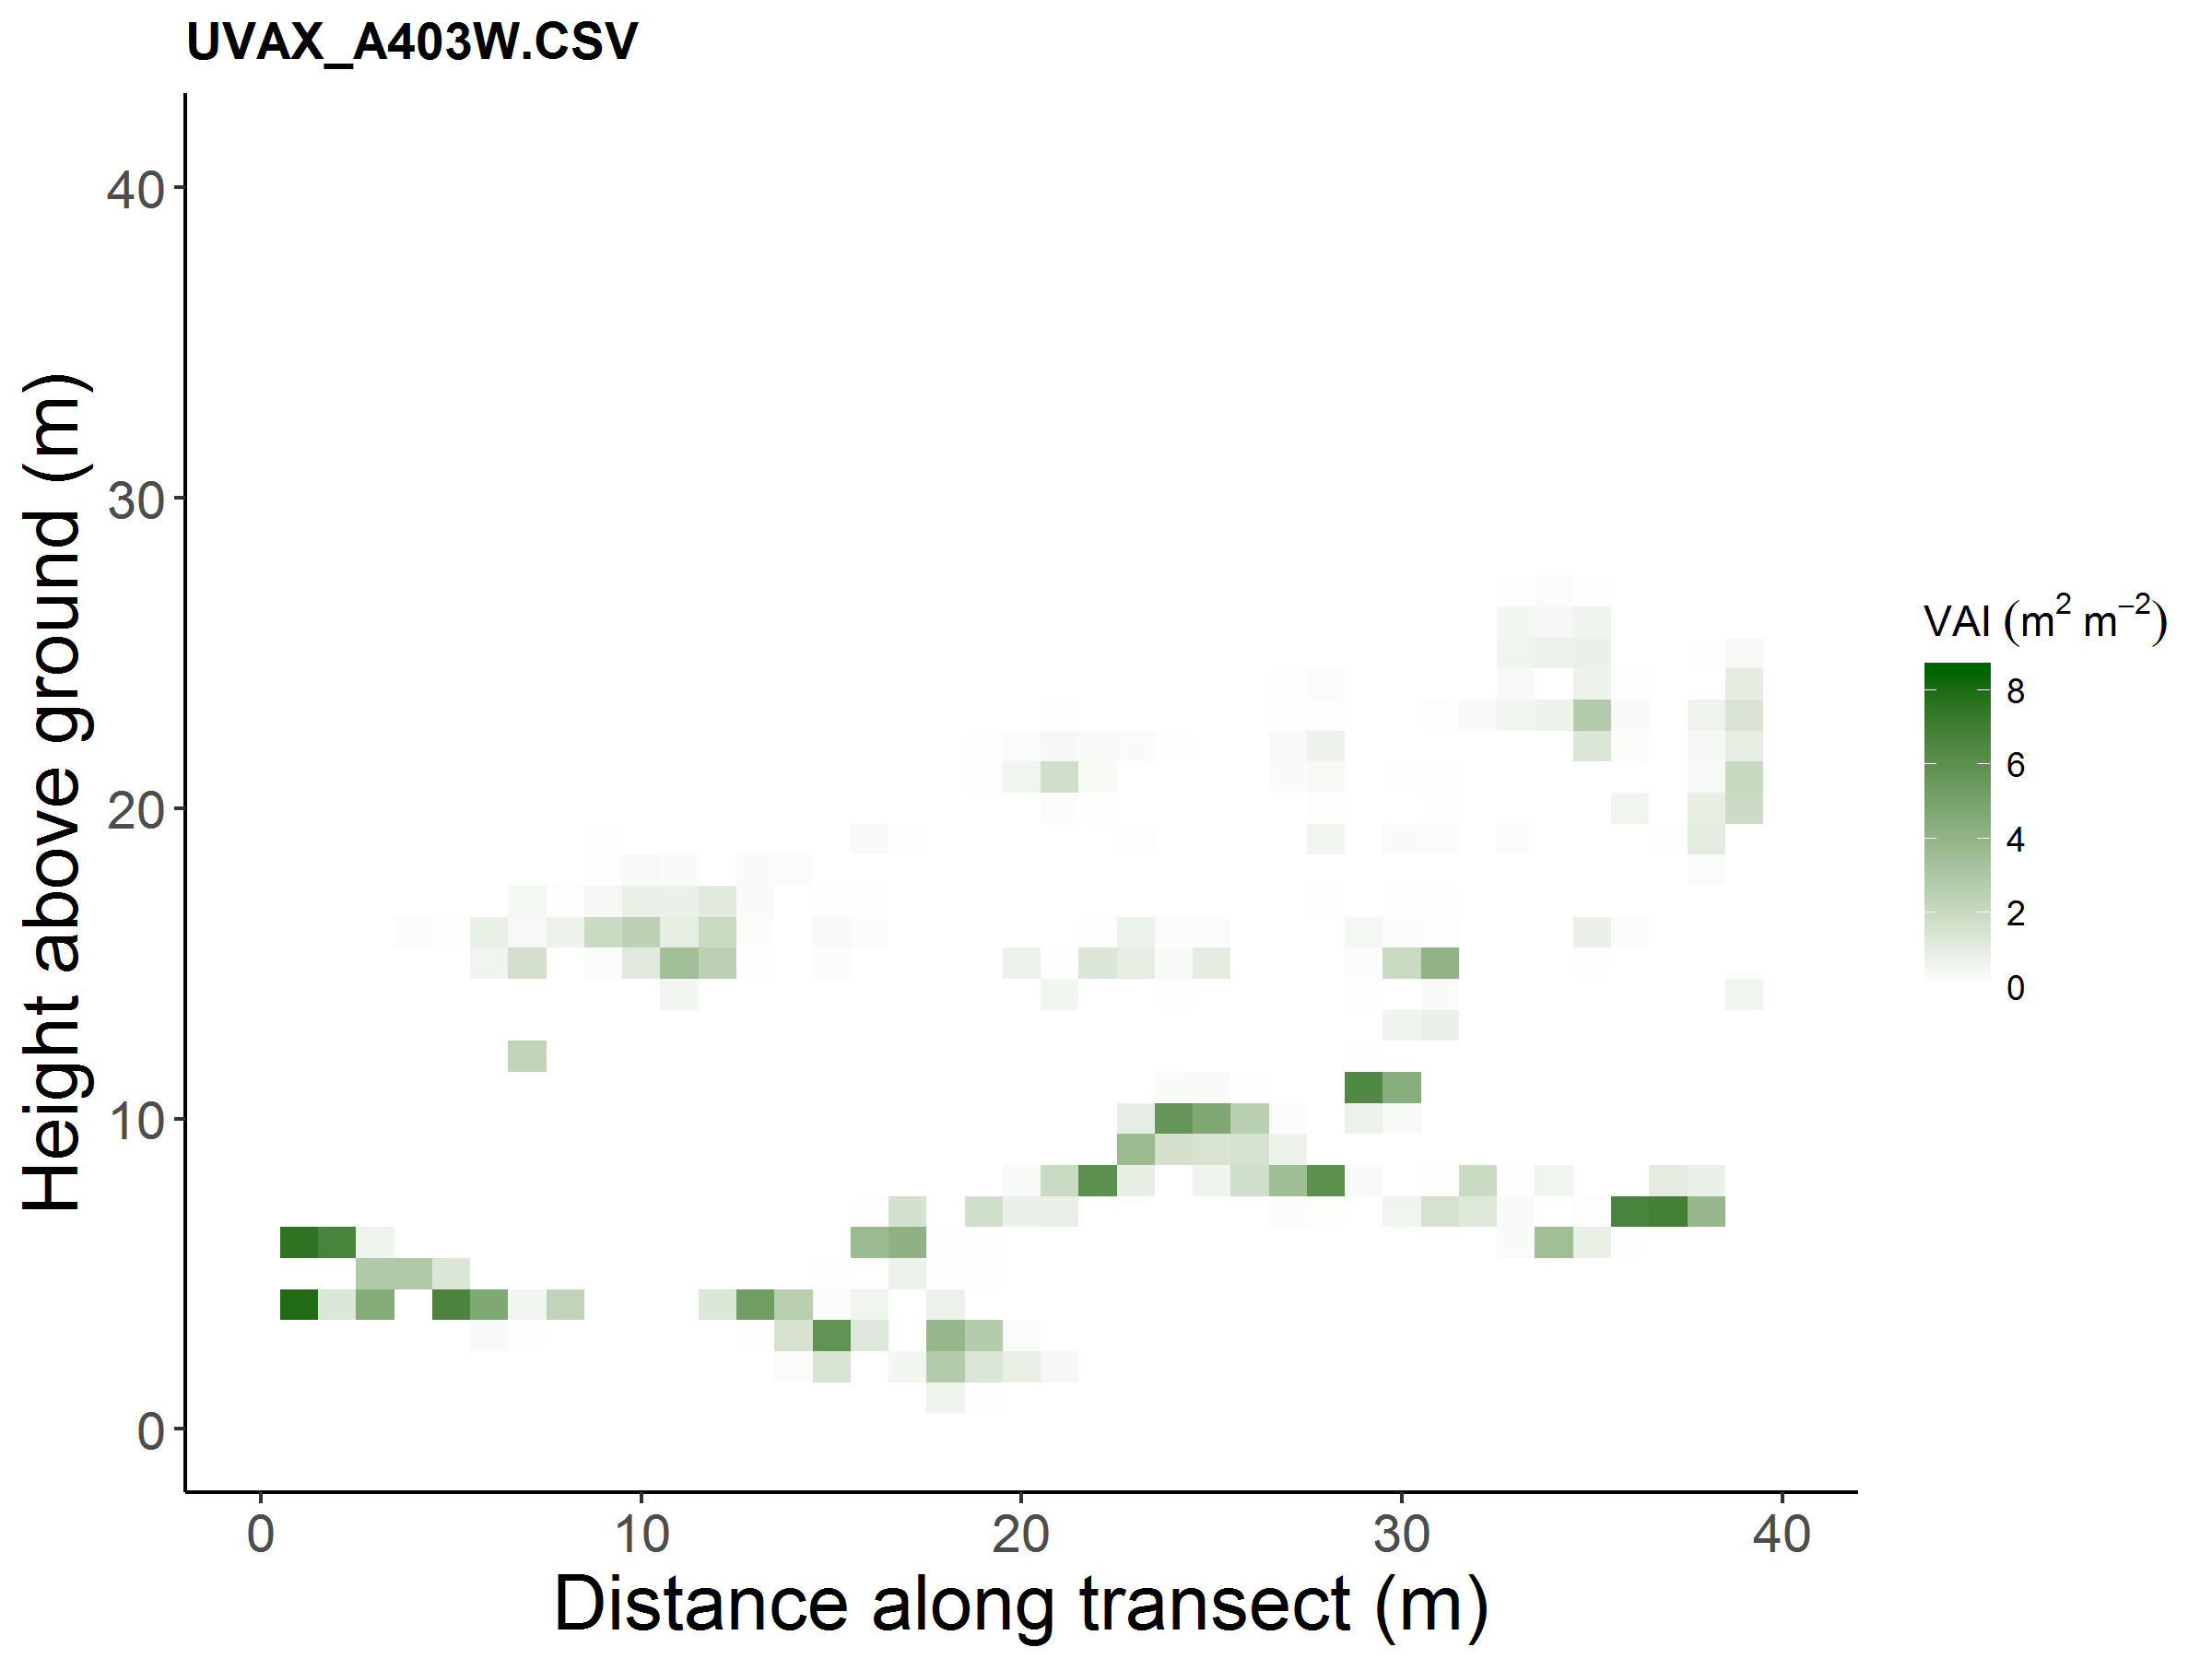 UVAX_A403W.CSV
Height above ground (m)
40
30
20
10
0
0 10 20 30 40
Distance along transect (m)
VAI (m² m⁻²)
8
6
4
2
0